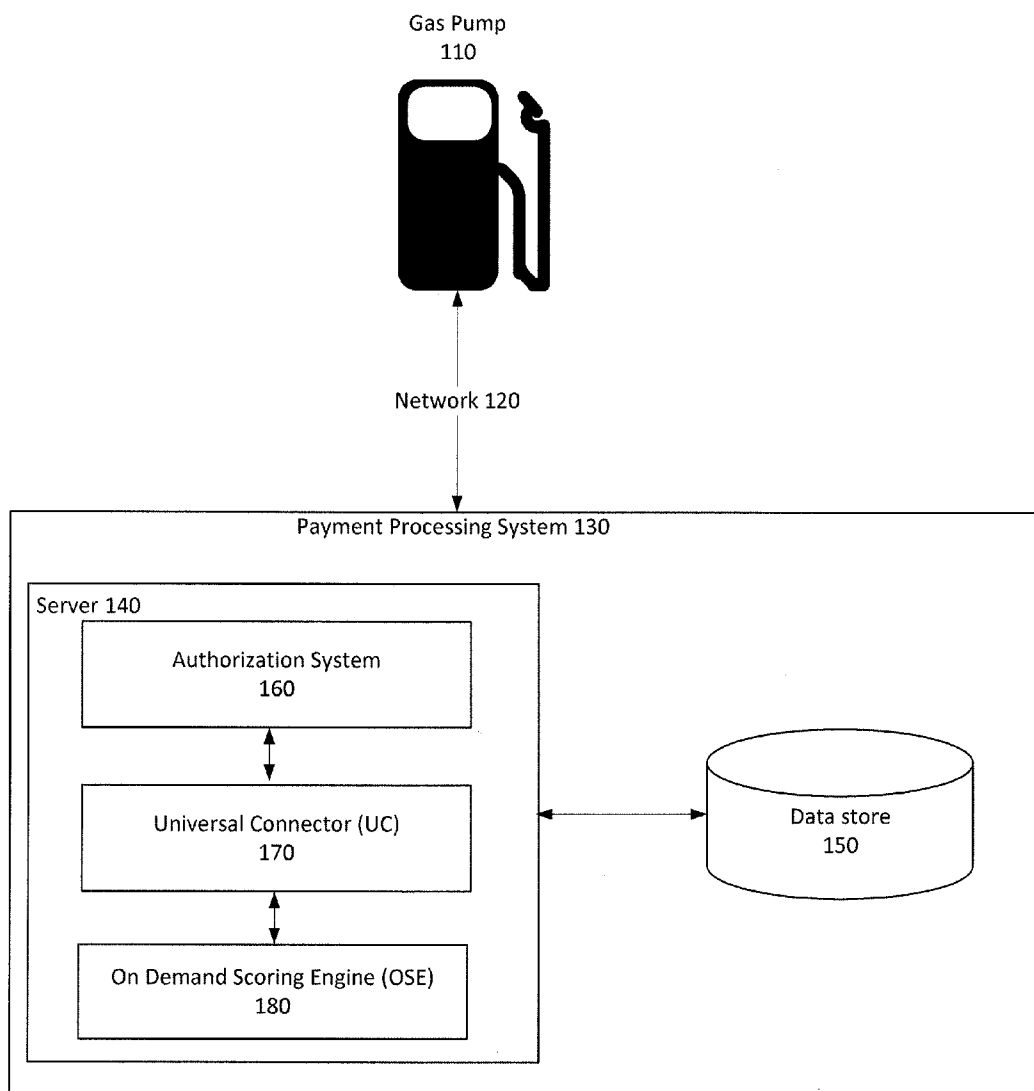 Gas Pump
110
Network 120
Payment Processing System 130
Server 140
Authorization System
160
Universal Connector (UC)
170
Data store
150
On Demand Scoring Engine (OSE)
180